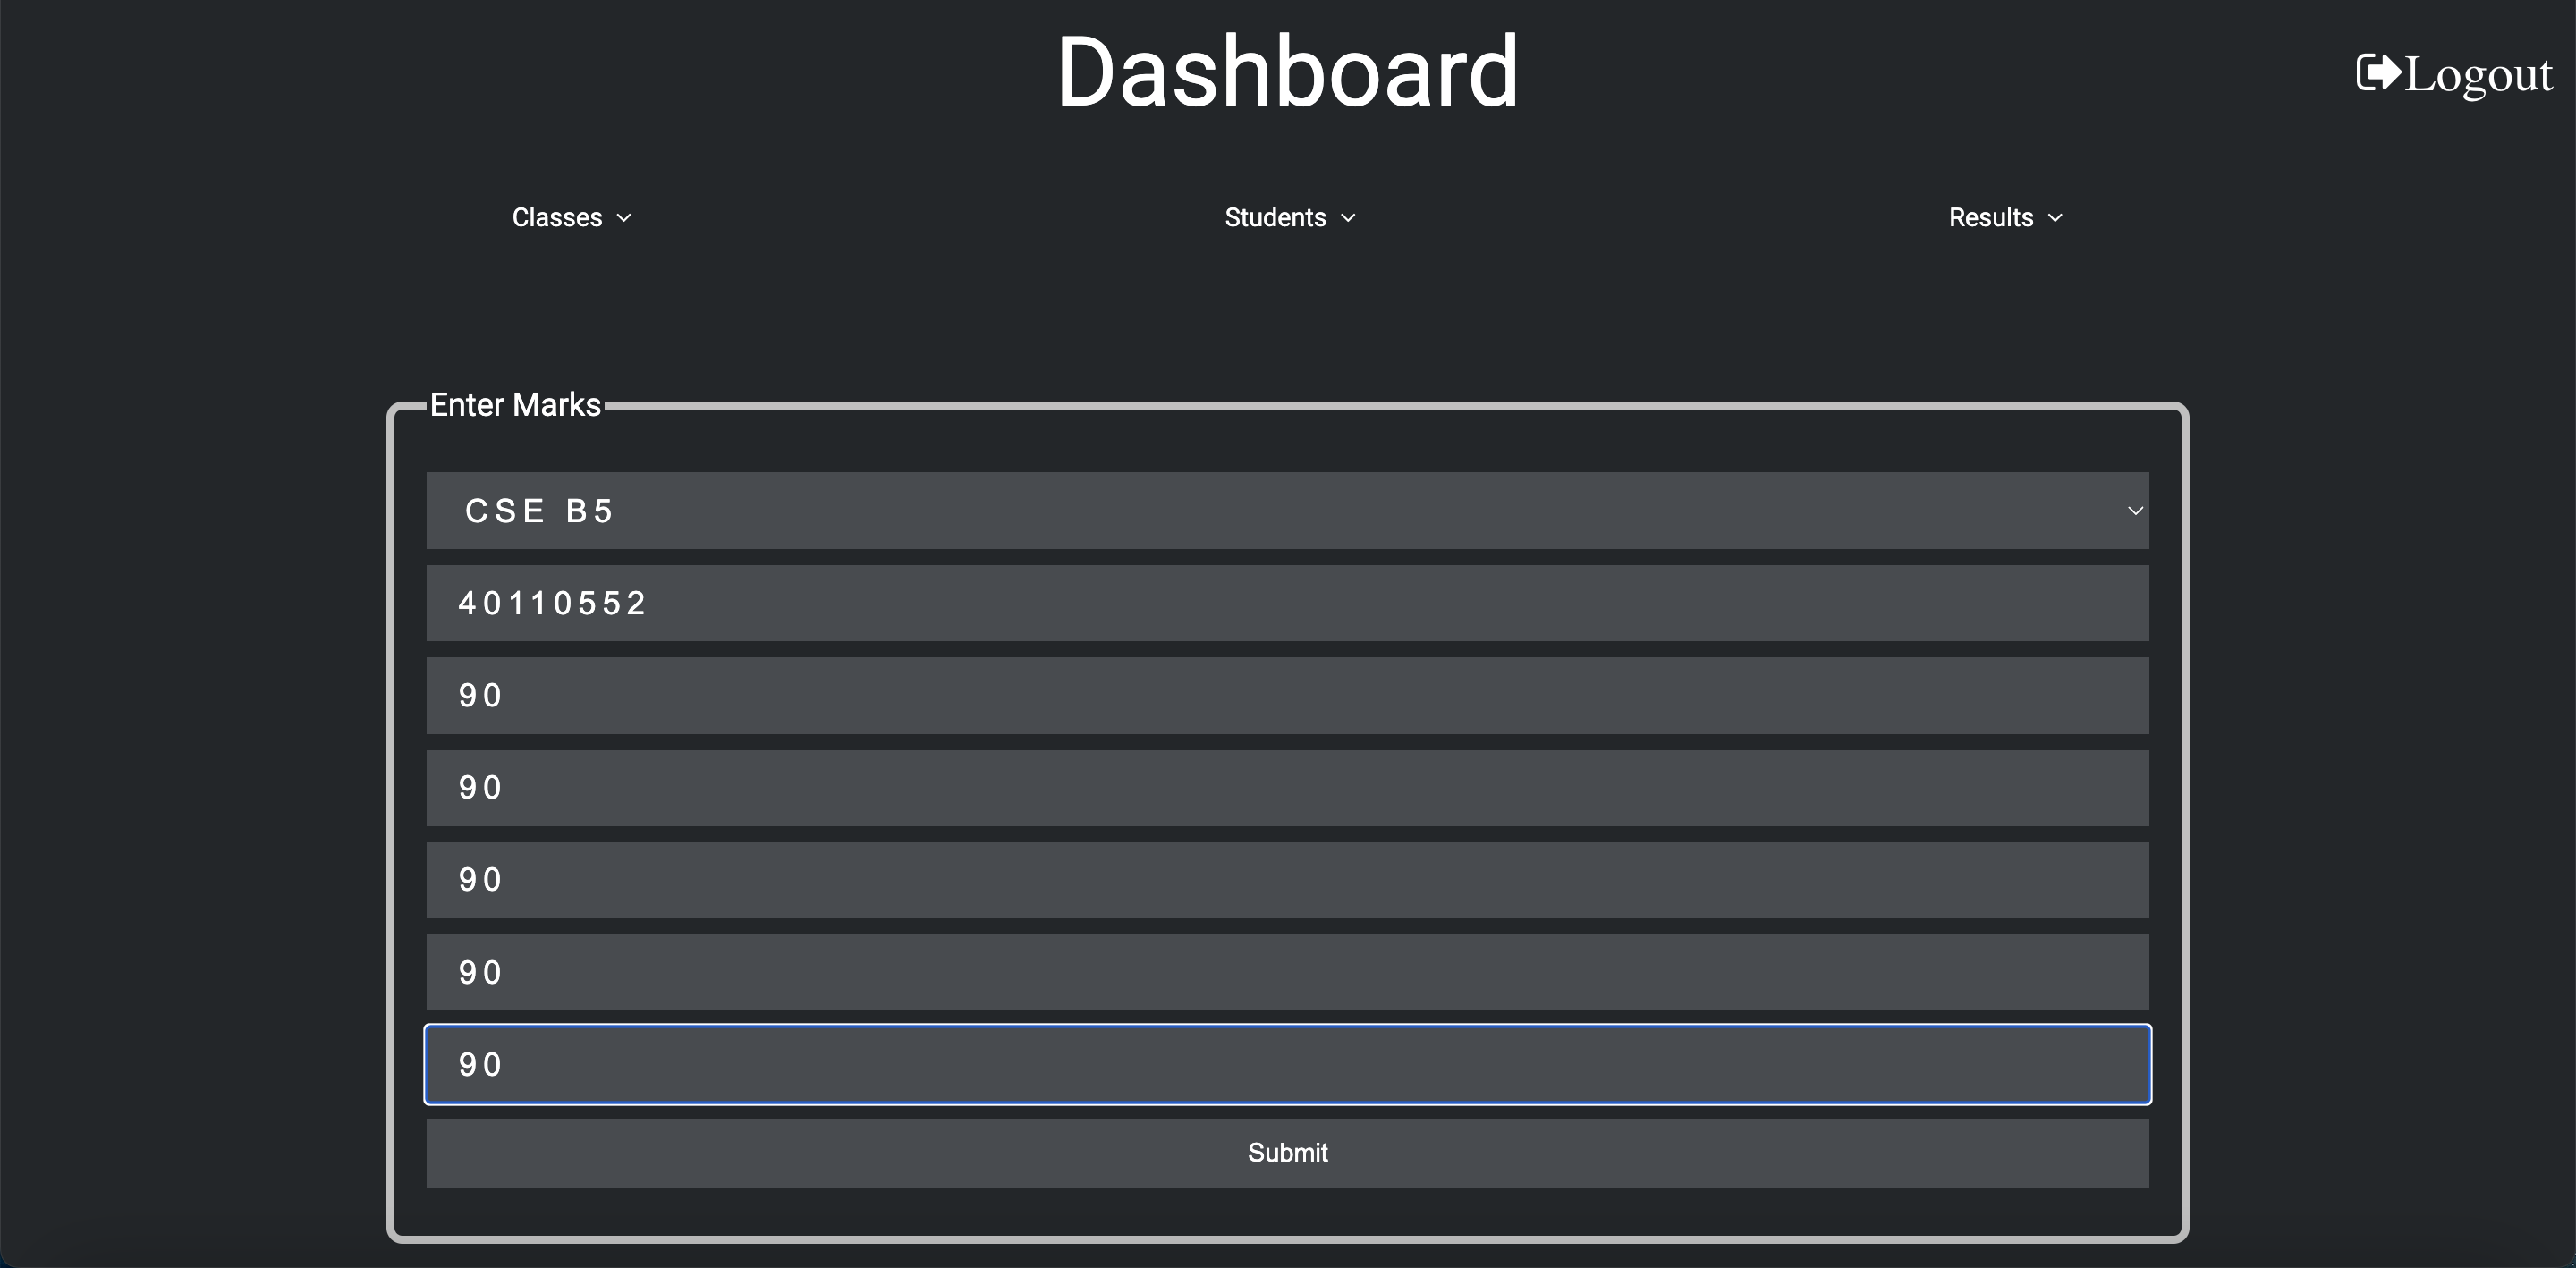 Dashboard
Logout
Classes
Students
Results
Enter Marks
CSE B5
40110552
90
90
90
90
90
Submit